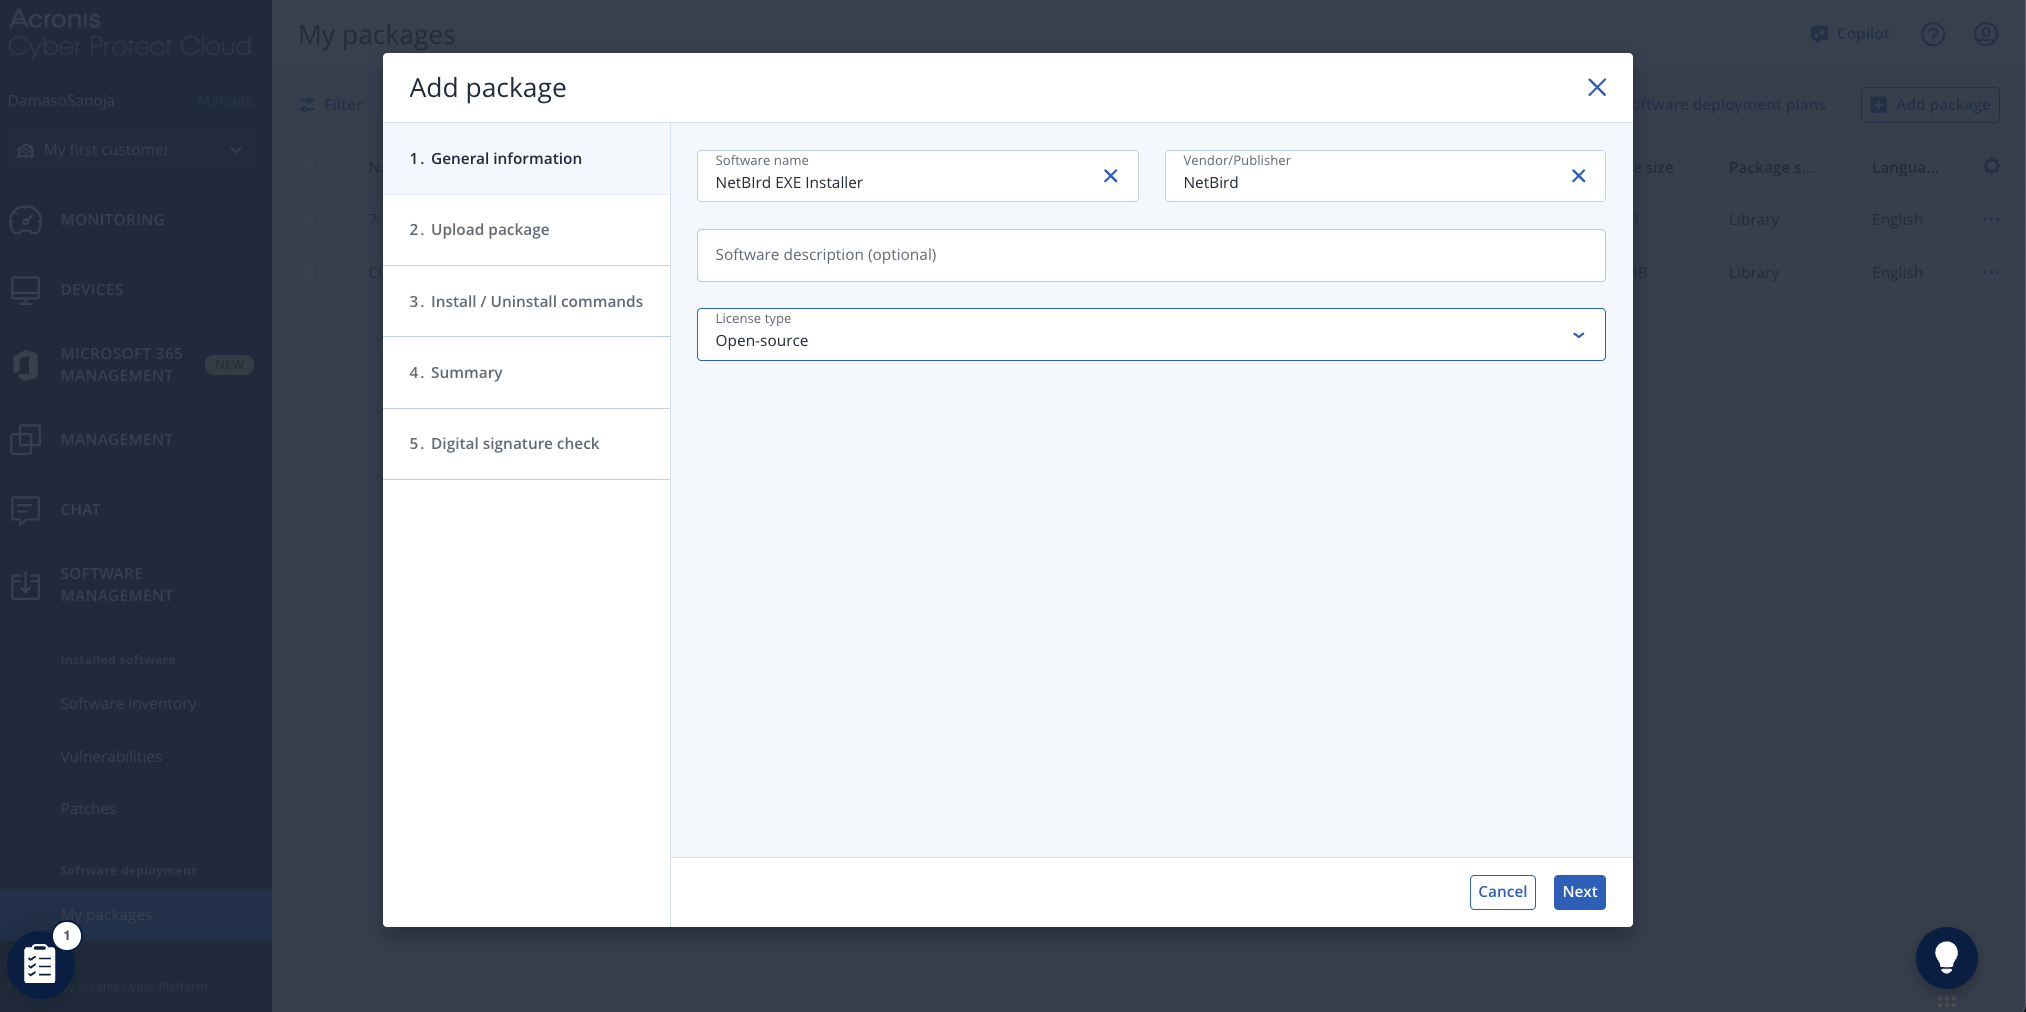 Acronis
Cyber Protect Cloud
DamasoSanoja
Manage
My first customer
MONITORING
DEVICES
MICROSOFT 365
MANAGEMENT
NEW
MANAGEMENT
CHAT
SOFTWARE
MANAGEMENT
Installed software
Software inventory
Vulnerabilities
Patches
Software deployment
My packages
1
Acronis Cyber Platform
My packages
Copilot
Filter
oftware deployment plans
Add package
e size
Package s...
Langua...
Library
English
Library
English
Add package
1. General information
2. Upload package
3. Install / Uninstall commands
4. Summary
5. Digital signature check
Software name
NetBIrd EXE Installer
Vendor/Publisher
NetBird
Software description (optional)
License type
Open-source
Cancel
Next